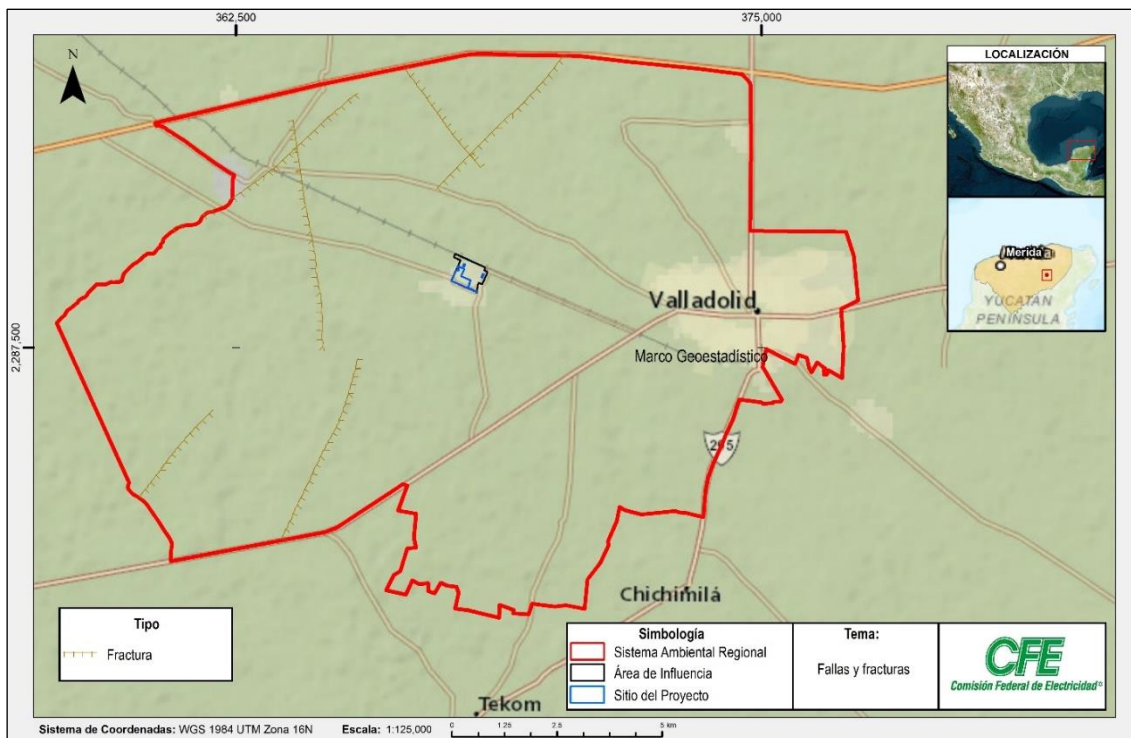 362,500
375,000
N
LOCALIZACIÓN
Merida
YUCATÁN
PENÍNSULA
Valladolid
2,287,500
Marco Geoestadístico
295
Chichimilá
Tekom
Tipo
Fractura
Simbología
Sistema Ambiental Regional
Área de Influencia
Sitio del Proyecto
Tema:
Fallas y fracturas
CFE
Comisión Federal de Electricidad®
Sistema de Coordenadas: WGS 1984 UTM Zona 16N
Escala: 1:125,000
0 1.25 2.5 5 km